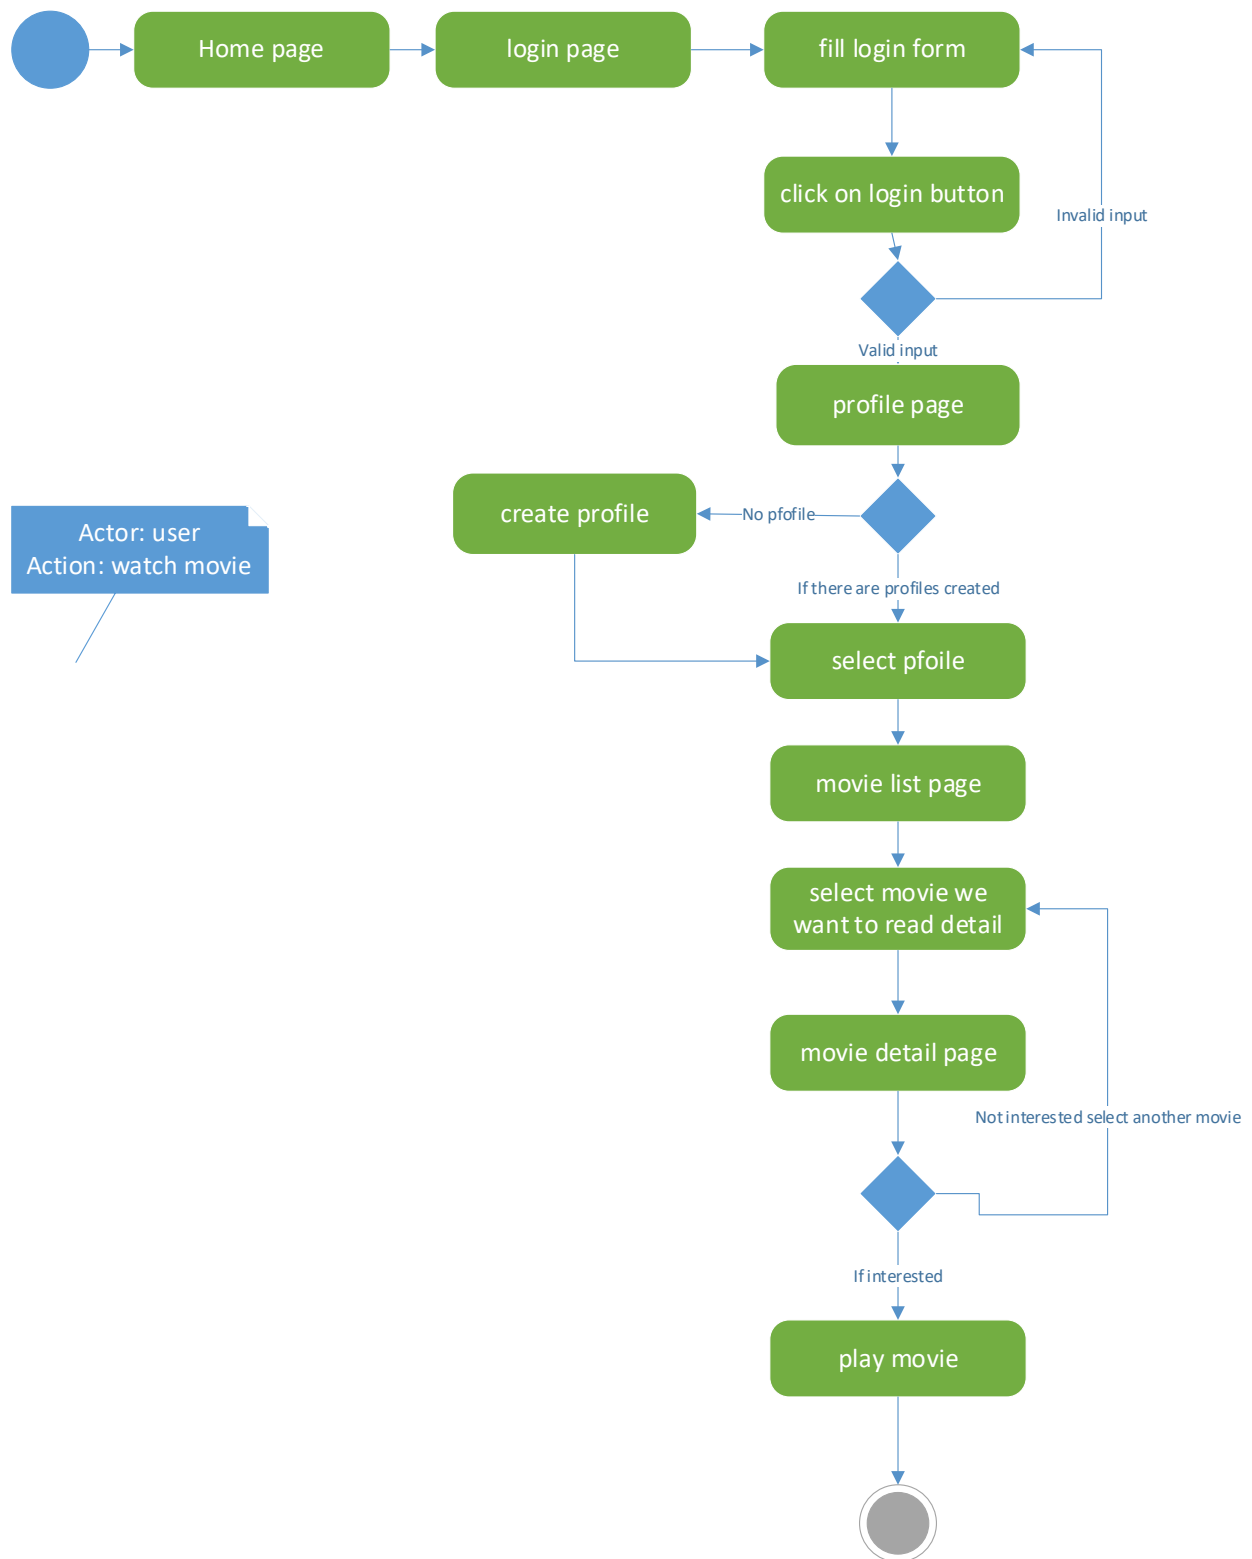 Home page
login page
fill login form
click on login button
Invalid input
Valid input
profile page
create profile
No pfofile
Actor: user
Action: watch movie
If there are profiles created
select pfoile
movie list page
select movie we
want to read detail
movie detail page
Not interested select another movie
If interested
play movie